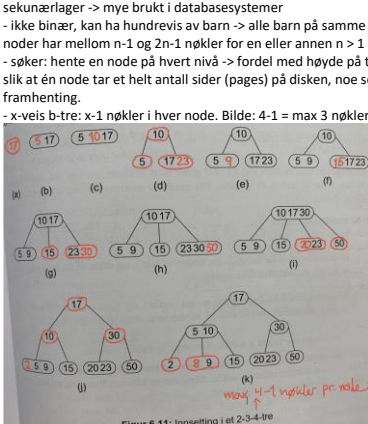 sekunærlager -> mye brukt i databasesystemer
- ikke binær, kan ha hundrevis av barn -> alle barn på samme
noder har mellom n-1 og 2n-1 nøkler for en eller annen n > 1
- søker: hente en node på hvert nivå -> fordel med høyde på t
slik at én node tar et helt antall sider (pages) på disken, noe s
framhenting.
- x-veis b-tre: x-1 nøkler i hver node. Bilde: 4-1 = max 3 nøkler
17 5 17 5 10 17 10 10 10
5 17 23 5 9 17 23 5 9 15 17 23
(a) (b) (c) (d) (e) (f)
10 17 10 17 10 17 30
5 9 15 23 30 5 9 15 23 30 50 5 9 15 20 23 50
(g) (h) (i)
17 17
10 30 5 10 30
2 5 9 15 20 23 50 2 8 9 15 20 23 50
(j) (k)
4-1 nøkler pr. node
Figur 6.11: Innsetting i et 2-3-4-tre